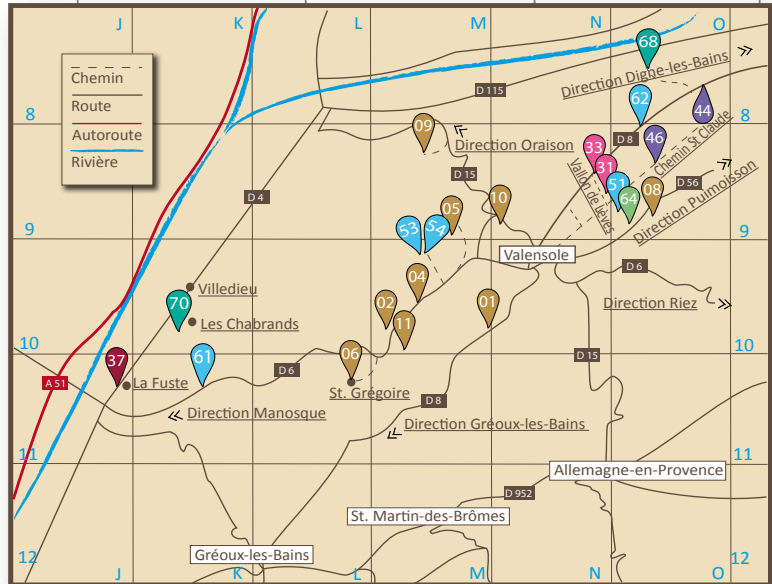 J K L M N O
Chemin
Route
Autoroute
Rivière
68
Direction Digne-les-Bains
D 115
62
44
8 8
09
Direction Oraison
D 8
46
Chemin St Claude
33
31
Vallon de Lèves
D 15
51
64
08
D 56
Direction Puimoisson
D 4
10
05
53
54
9 9
Valensole
D 6
04
Villedieu
70
Les Chabrands
02
11
01
Direction Riez
10 10
37
61
06
D 15
A 51
La Fuste
D 6
St. Grégoire
D 8
Direction Manosque
Direction Gréoux-les-Bains
11 11
Allemagne-en-Provence
D 952
St. Martin-des-Brômes
Gréoux-les-Bains
12 12
J K L M N O